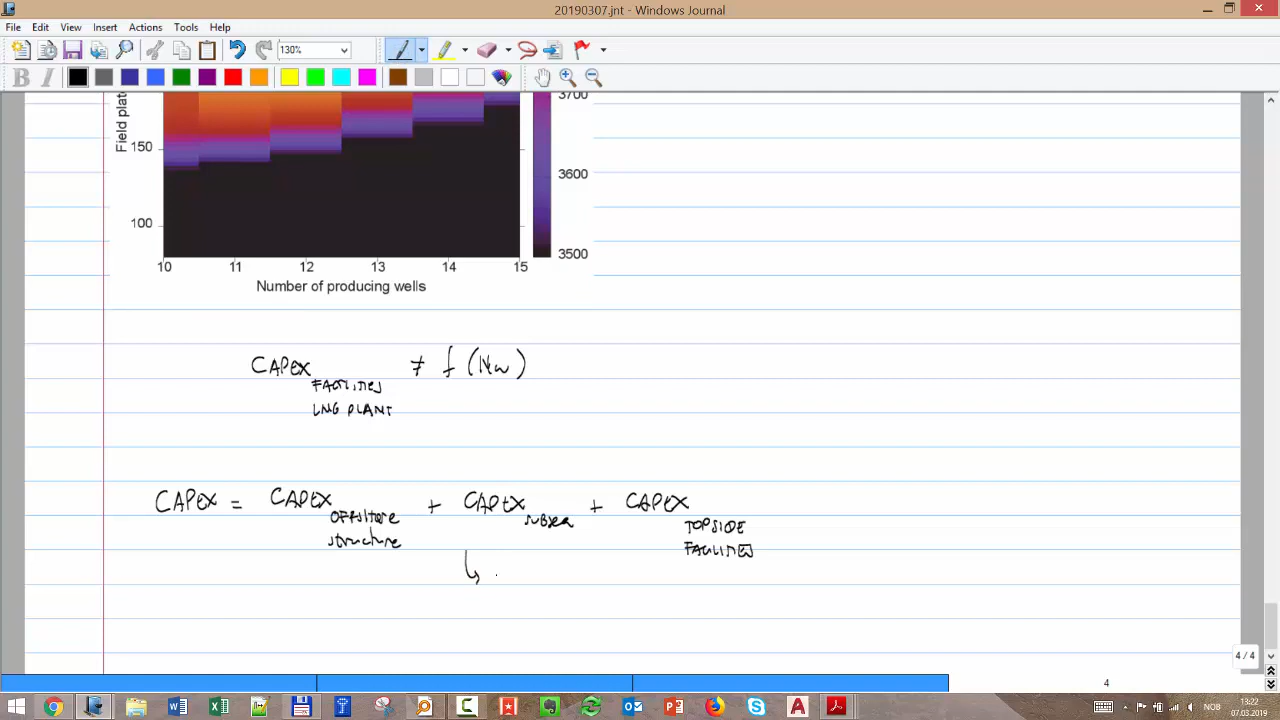 20190307.jnt - Windows Journal
File Edit View Insert Actions Tools Help
130%
Field plate
150
100
10 11 12 13 14 15
Number of producing wells
3700
3600
3500
CAPEX FACILITIES LNG PLANT ≠ f (Nw)
CAPEX = CAPEX OFFSHORE structure + CAPEX subsea + CAPEX TOPSIDE FACILITIES
4 / 4
4
NOB
13:22
07.03.2019